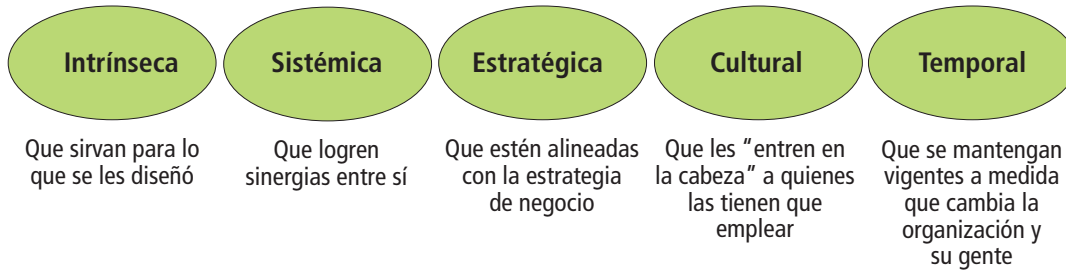 Intrínseca
Sistémica
Estratégica
Cultural
Temporal
Que sirvan para lo
que se les diseñó
Que logren
sinergias entre sí
Que estén alineadas
con la estrategia
de negocio
Que les “entren en
la cabeza” a quienes
las tienen que
emplear
Que se mantengan
vigentes a medida
que cambia la
organización y
su gente